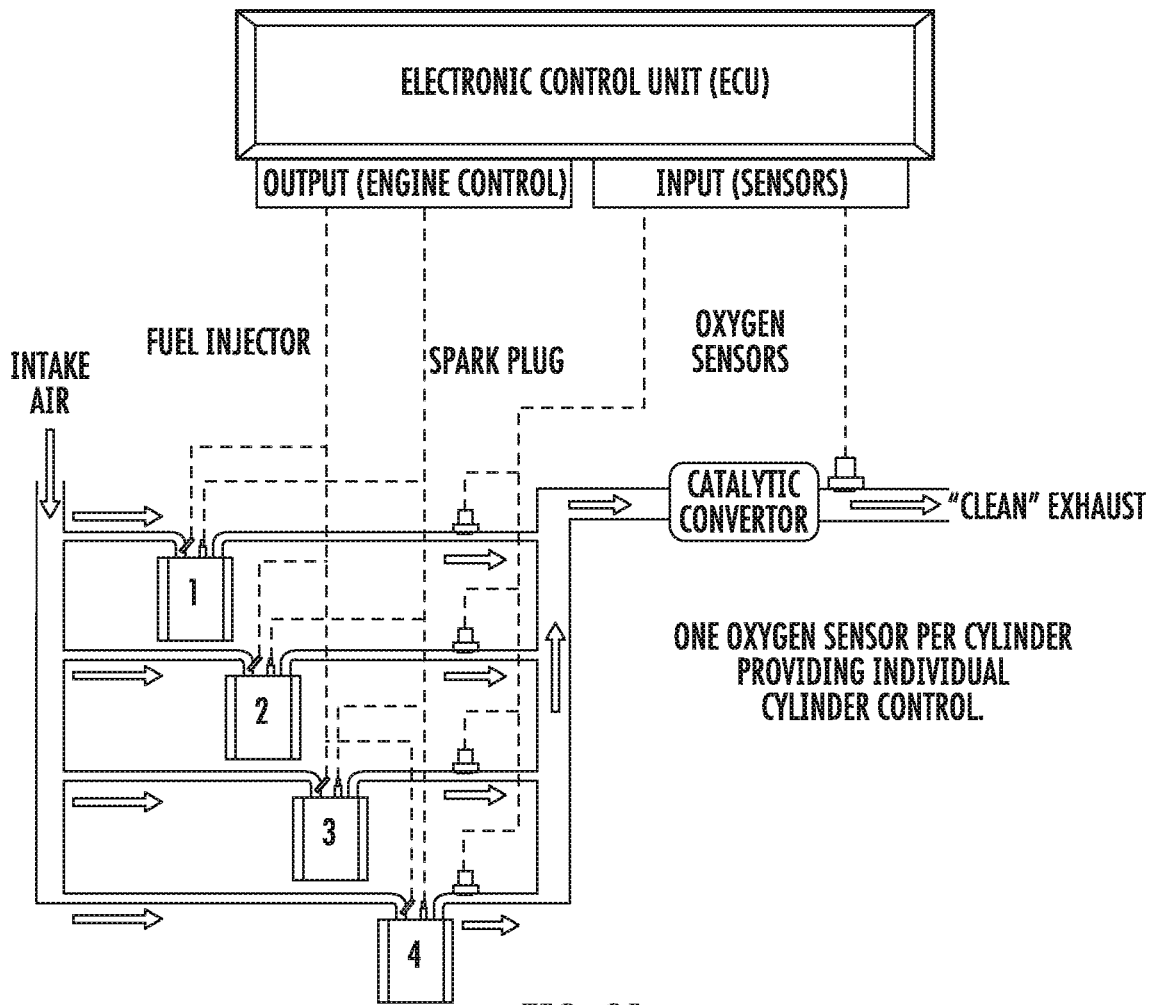 ELECTRONIC CONTROL UNIT (ECU)
OUTPUT (ENGINE CONTROL)
INPUT (SENSORS)
FUEL INJECTOR
SPARK PLUG
OXYGEN
SENSORS
INTAKE
AIR
CATALYTIC
CONVERTOR
"CLEAN" EXHAUST
1
2
3
4
ONE OXYGEN SENSOR PER CYLINDER
PROVIDING INDIVIDUAL
CYLINDER CONTROL.